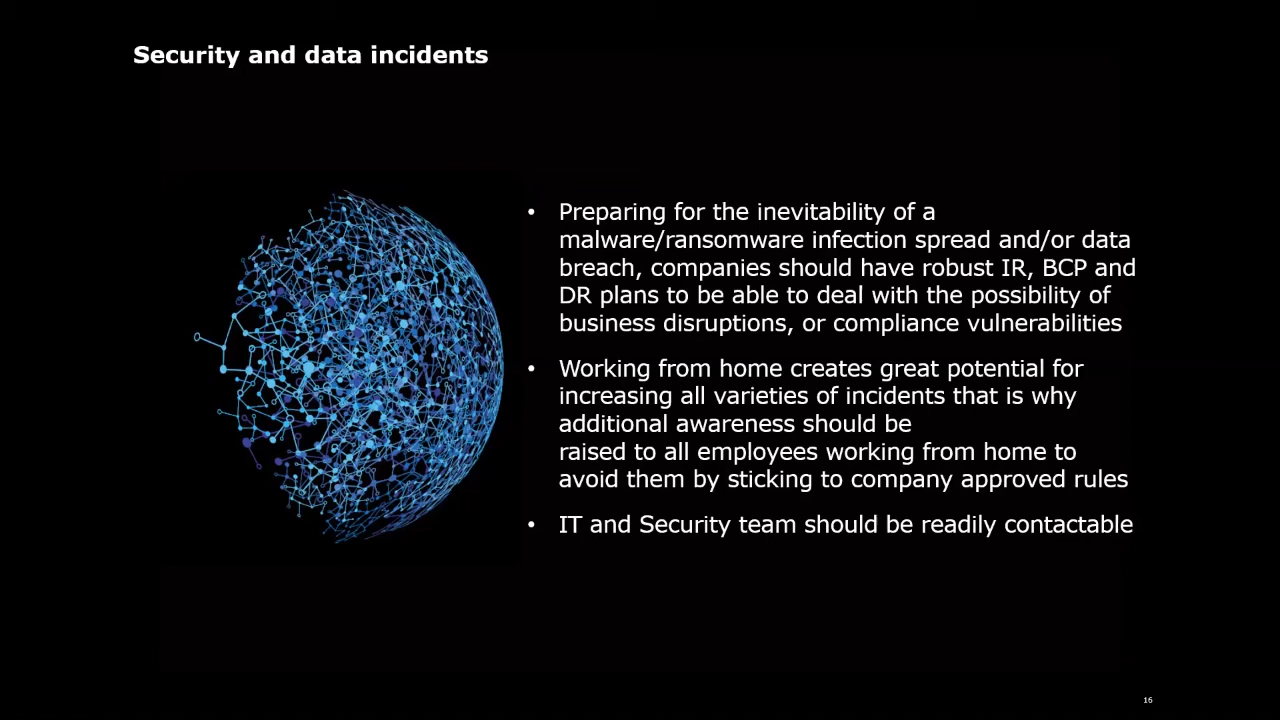 Security and data incidents
• Preparing for the inevitability of a
malware/ransomware infection spread and/or data
breach, companies should have robust IR, BCP and
DR plans to be able to deal with the possibility of
business disruptions, or compliance vulnerabilities
• Working from home creates great potential for
increasing all varieties of incidents that is why
additional awareness should be
raised to all employees working from home to
avoid them by sticking to company approved rules
• IT and Security team should be readily contactable
16